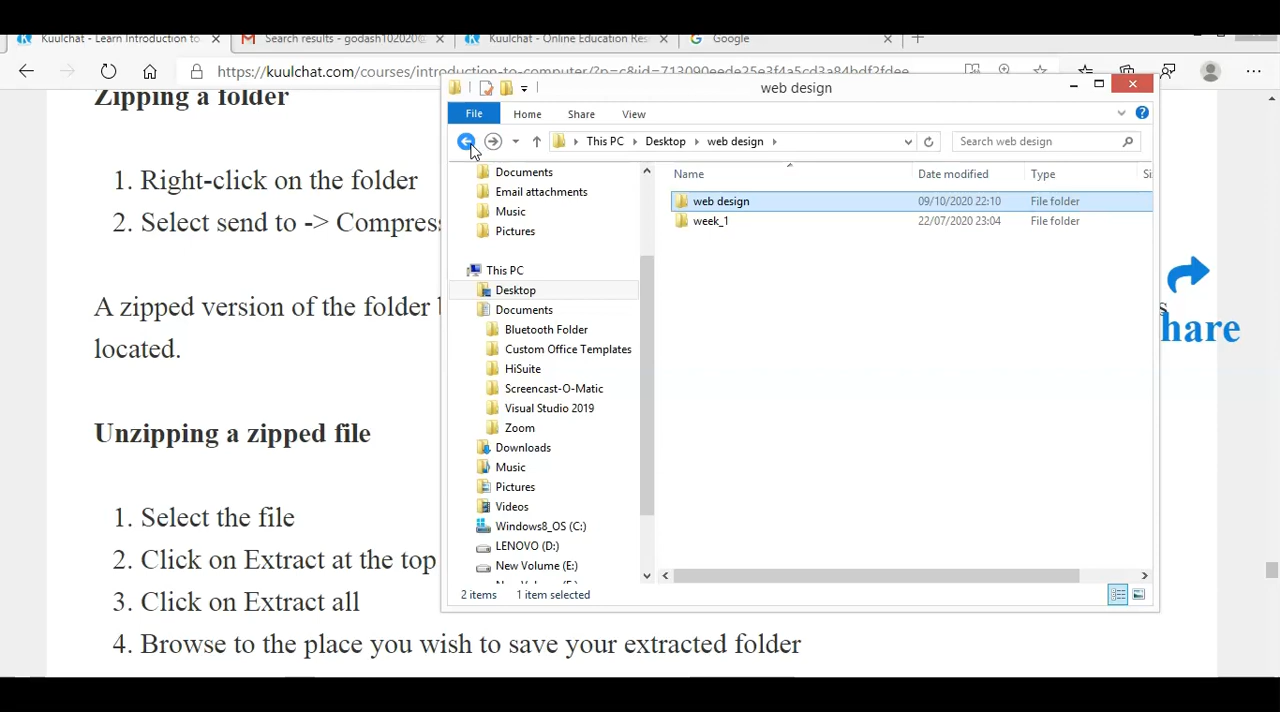 Kuulchat - Learn Introduction to
Search results - godash102020
Kuulchat - Online Education Res
Google
https://kuulchat.com/courses/introduction-to-computer/?p=c&id=713090eede25e3f4a5cd3a84bdf2fdee
Zipping a folder
1. Right-click on the folder
2. Select send to -> Compress
A zipped version of the folder
located.
Unzipping a zipped file
1. Select the file
2. Click on Extract at the top
3. Click on Extract all
4. Browse to the place you wish to save your extracted folder
hare
web design
File Home Share View
This PC Desktop web design
Search web design
Documents
Email attachments
Music
Pictures
This PC
Desktop
Documents
Bluetooth Folder
Custom Office Templates
HiSuite
Screencast-O-Matic
Visual Studio 2019
Zoom
Downloads
Music
Pictures
Videos
Windows8_OS (C:)
LENOVO (D:)
New Volume (E:)
Name Date modified Type Si
web design 09/10/2020 22:10 File folder
week_1 22/07/2020 23:04 File folder
2 items 1 item selected